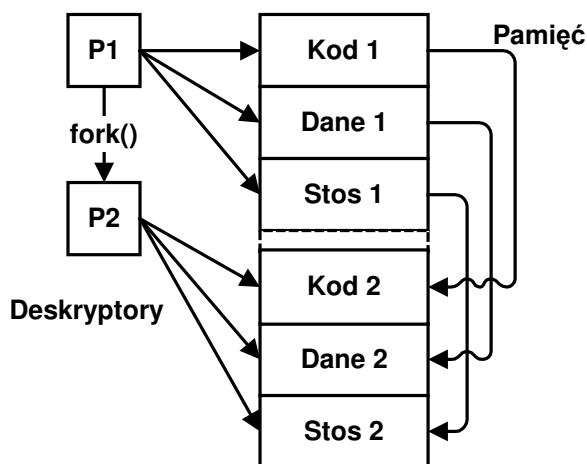 P1
Kod 1
Pamięć
Dane 1
fork()
Stos 1
P2
Kod 2
Deskryptory
Dane 2
Stos 2